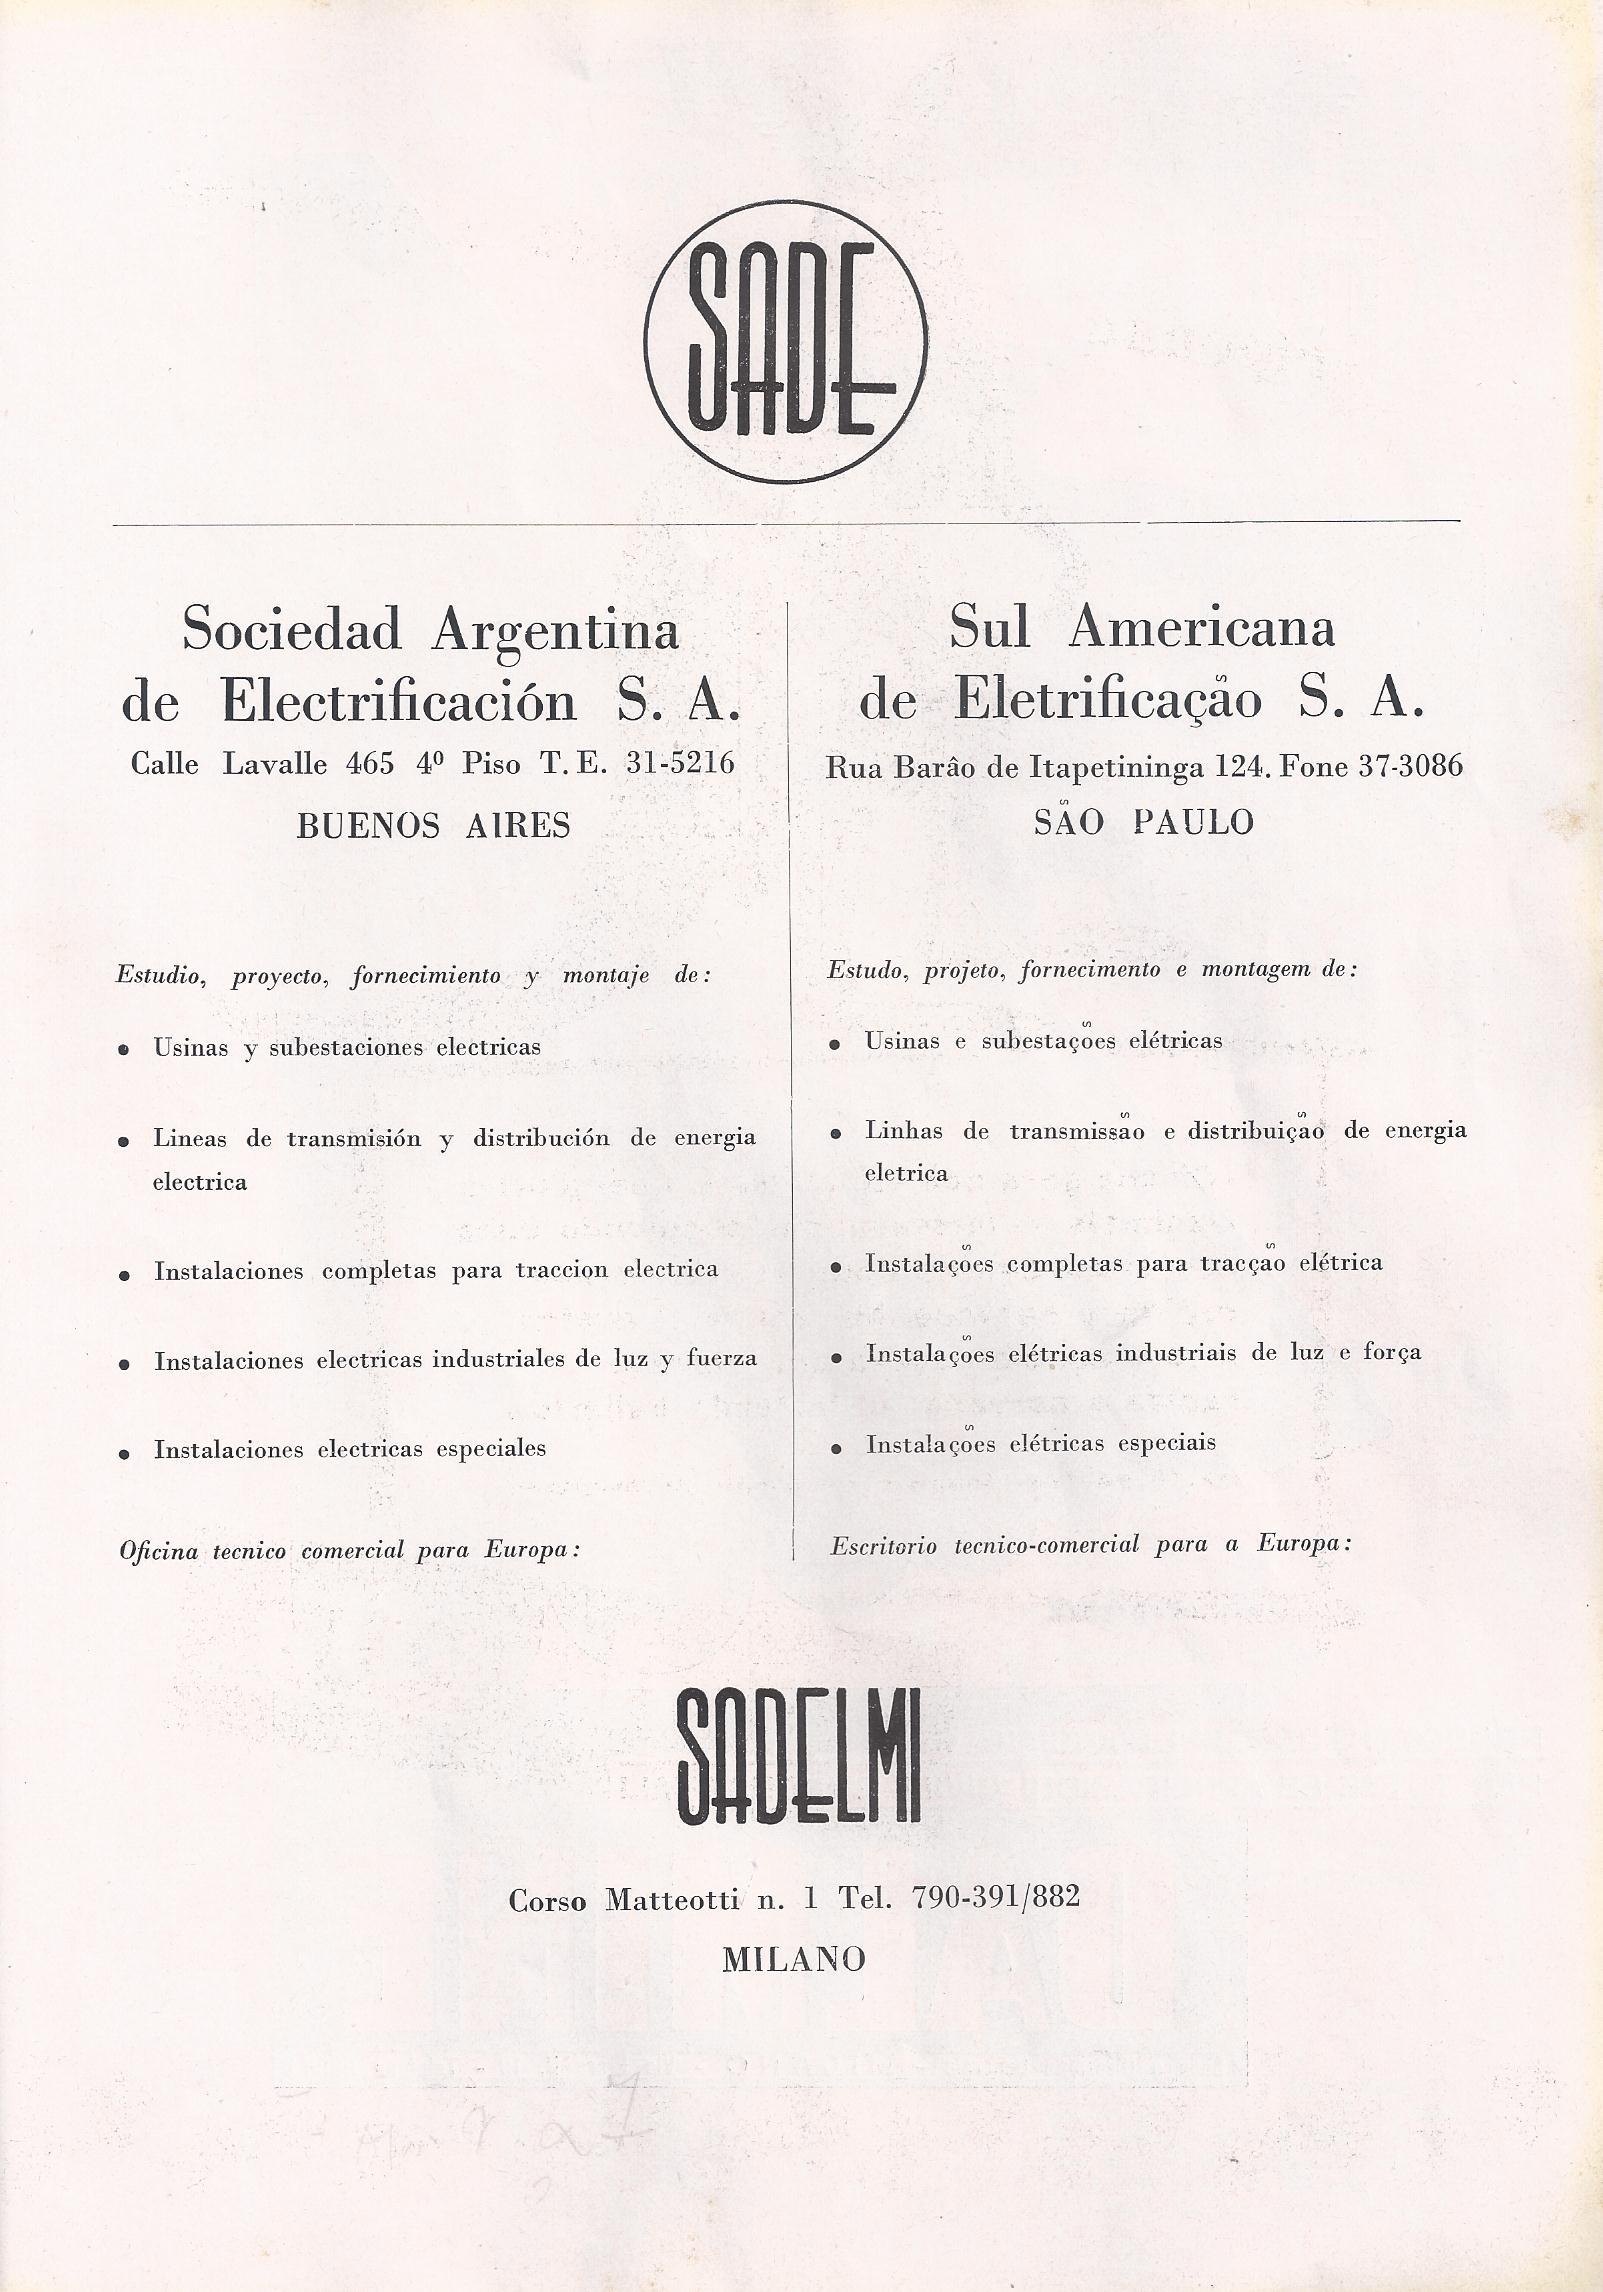 SADE
Sociedad Argentina
de Electrificación S. A.
Calle Lavalle 465 4º Piso T. E. 31-5216
BUENOS AIRES
Estudio, proyecto, fornecimiento y montaje de:
• Usinas y subestaciones electricas
• Lineas de transmisión y distribución de energia
electrica
• Instalaciones completas para traccion electrica
• Instalaciones electricas industriales de luz y fuerza
• Instalaciones electricas especiales
Oficina tecnico comercial para Europa:
Sul Americana
de Eletrificação S. A.
Rua Barâo de Itapetininga 124. Fone 37-3086
SÃO PAULO
Estudo, projeto, fornecimento e montagem de:
• Usinas e subestações elétricas
• Linhas de transmissão e distribuição de energia
eletrica
• Instalações completas para tracção elétrica
• Instalações elétricas industriais de luz e força
• Instalações elétricas especiais
Escritorio tecnico-comercial para a Europa:
SADELMI
Corso Matteotti n. 1 Tel. 790-391/882
MILANO